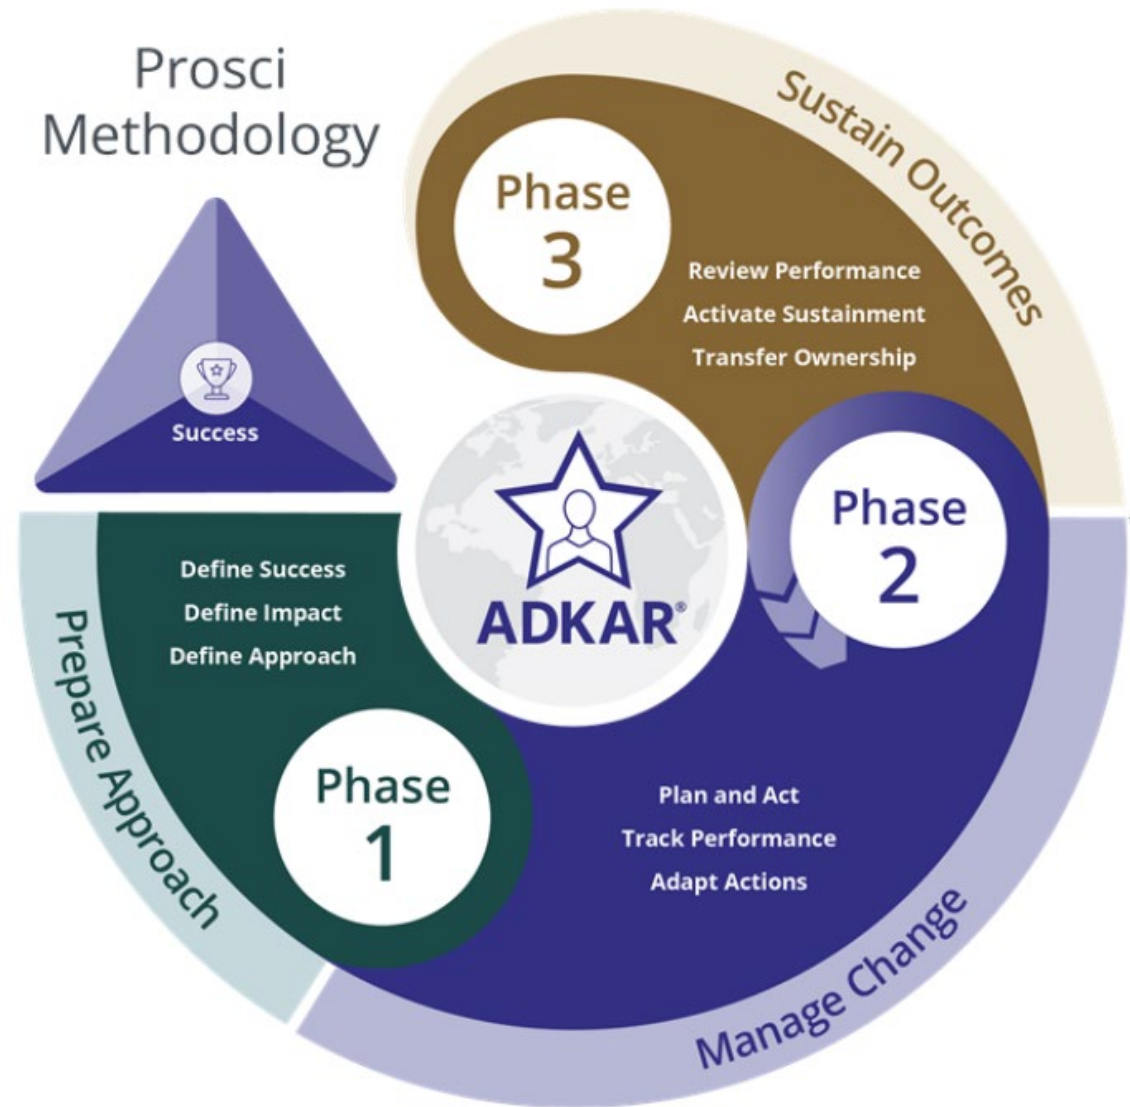 Prosci
Methodology
Success
Phase
3
Review Performance
Activate Sustainment
Transfer Ownership
Sustain Outcomes
Phase
2
ADKAR®
Define Success
Define Impact
Define Approach
Prepare Approach
Phase
1
Plan and Act
Track Performance
Adapt Actions
Manage Change